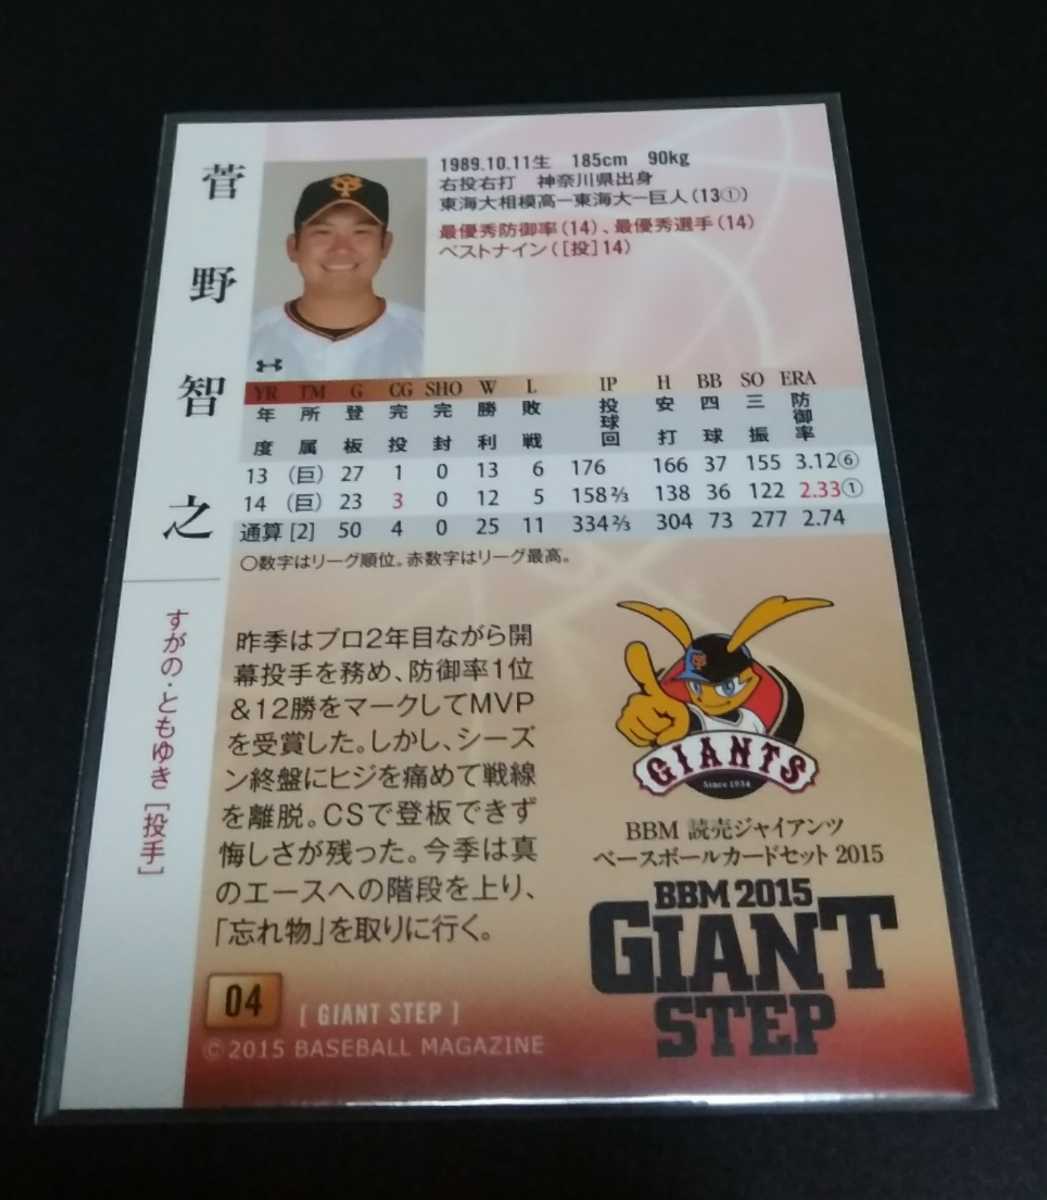 菅野智之
すがの・ともゆき[投手]
1989.10.11生 185cm 90kg
右投右打 神奈川県出身
東海大相模高ー東海大ー巨人(13①)
最優秀防御率(14)、最優秀選手(14)
ベストナイン([投]14)
YR TM G CG SHO W L IP H BB SO ERA
年度 所属 登板 完投 完封 勝利 敗戦 投球回 安打 四球 三振 防御率
13 (巨) 27 1 0 13 6 176 166 37 155 3.12⑥
14 (巨) 23 3 0 12 5 158 2/3 138 36 122 2.33①
通算 [2] 50 4 0 25 11 334 2/3 304 73 277 2.74
○数字はリーグ順位。赤数字はリーグ最高。
昨季はプロ2年目ながら開
幕投手を務め、防御率1位
&12勝をマークしてMVP
を受賞した。しかし、シーズ
ン終盤にヒジを痛めて戦線
を離脱。CSで登板できず
悔しさが残った。今季は真
のエースへの階段を上り、
「忘れ物」を取りに行く。
GIANTS
Since 1934
BBM 読売ジャイアンツ
ベースボールカードセット 2015
BBM 2015
GIANT
STEP
04
[ GIANT STEP ]
© 2015 BASEBALL MAGAZINE